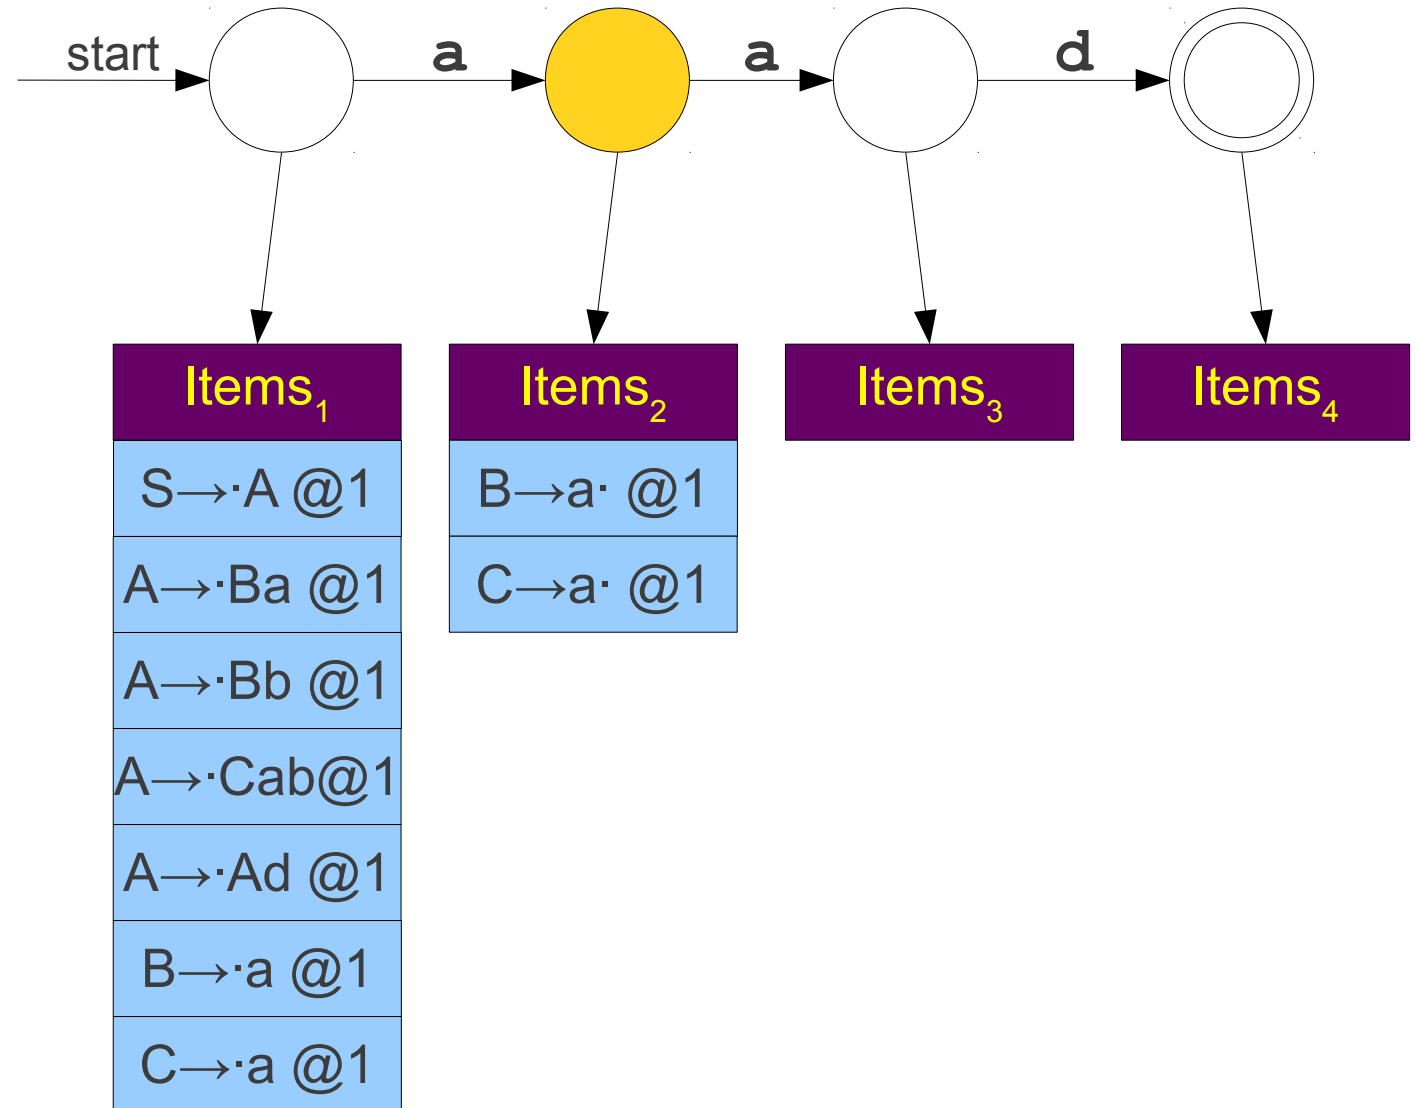 start a a d
Items₁ Items₂ Items₃ Items₄
S→·A @1 B→a· @1
A→·Ba @1 C→a· @1
A→·Bb @1
A→·Cab@1
A→·Ad @1
B→·a @1
C→·a @1